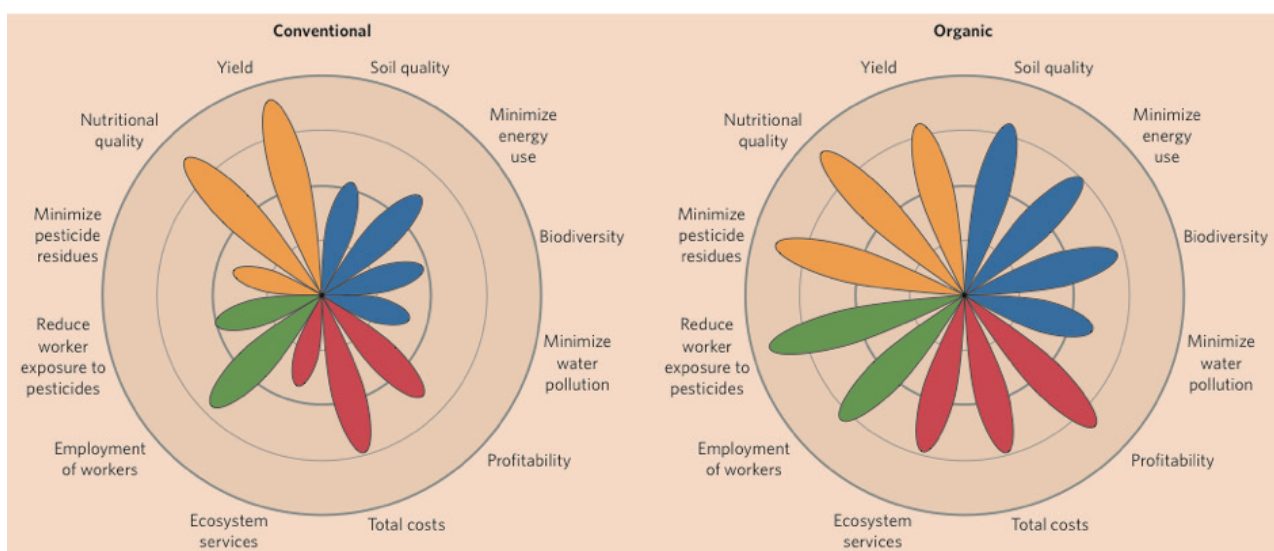 Conventional
Yield
Soil quality
Nutritional
quality
Minimize
energy
use
Minimize
pesticide
residues
Biodiversity
Reduce
worker
exposure to
pesticides
Minimize
water
pollution
Employment
of workers
Profitability
Ecosystem
services
Total costs
Organic
Yield
Soil quality
Nutritional
quality
Minimize
energy
use
Minimize
pesticide
residues
Biodiversity
Reduce
worker
exposure to
pesticides
Minimize
water
pollution
Employment
of workers
Profitability
Ecosystem
services
Total costs